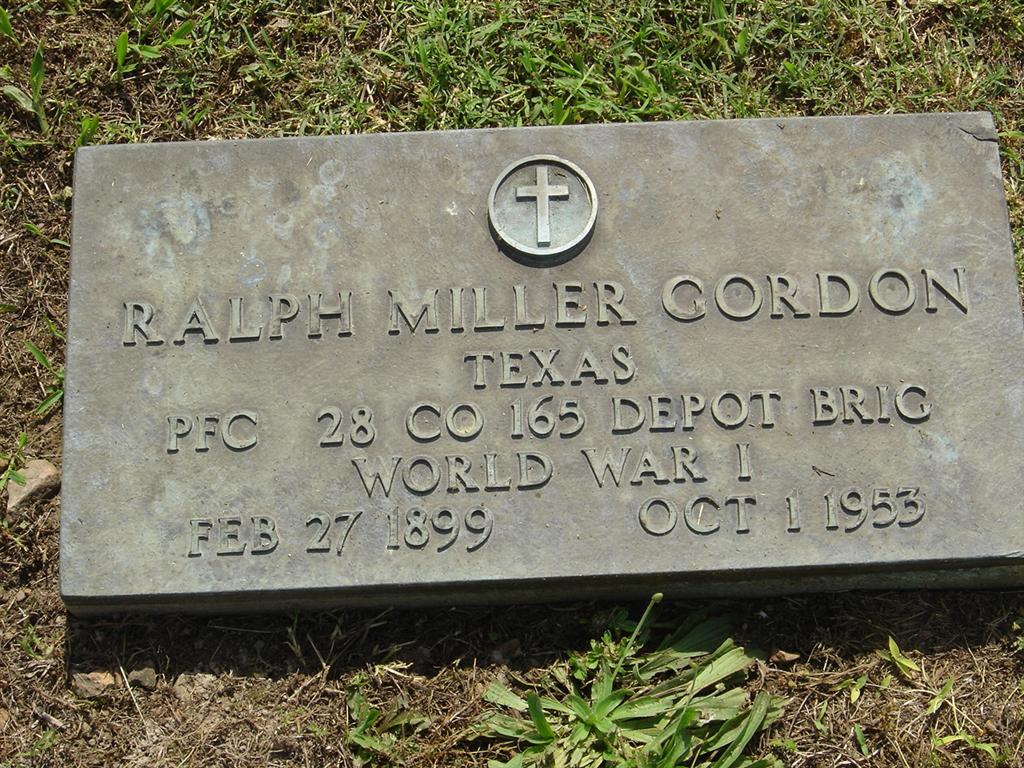 RALPH MILLER GORDON
TEXAS
PFC 28 CO 165 DEPOT BRIG
WORLD WAR I
FEB 27 1899 OCT 1 1953